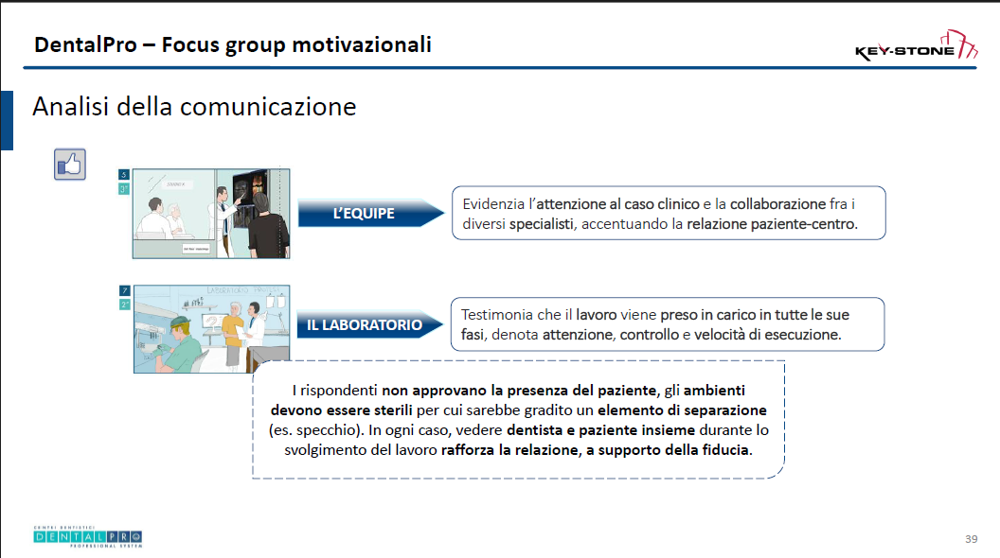 DentalPro – Focus group motivazionali
KEY-STONE
Analisi della comunicazione
5
3°
L'EQUIPE
Evidenzia l'attenzione al caso clinico e la collaborazione fra i
diversi specialisti, accentuando la relazione paziente-centro.
7
2°
LABORATORIO
IL LABORATORIO
Testimonia che il lavoro viene preso in carico in tutte le sue
fasi, denota attenzione, controllo e velocità di esecuzione.
I rispondenti non approvano la presenza del paziente, gli ambienti
devono essere sterili per cui sarebbe gradito un elemento di separazione
(es. specchio). In ogni caso, vedere dentista e paziente insieme durante lo
svolgimento del lavoro rafforza la relazione, a supporto della fiducia.
CENTRI DENTISTICI
DENTALPRO
PROFESSIONAL SYSTEM
39